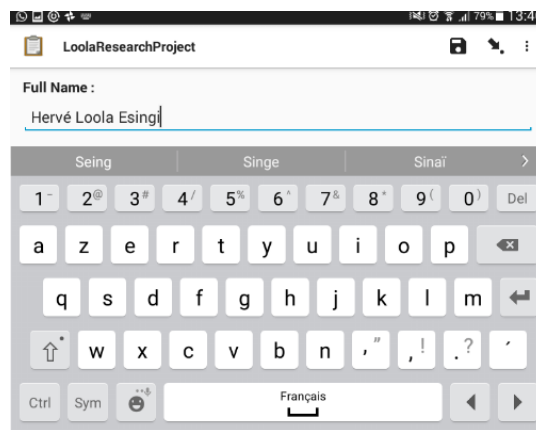 79% 13:4
LoolaResearchProject
Full Name :
Hervé Loola Esingi
Seing Singe Sinaï
1 - 2 @ 3 # 4 / 5 % 6 ^ 7 & 8 * 9 ( 0 ) Del
a z e r t y u i o p
q s d f g h j k l m
w x c v b n ' " , ! . ? ´
Ctrl Sym Français